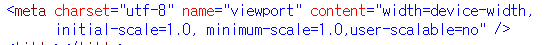 <meta charset="utf-8" name="viewport" content="width=device-width,
initial-scale=1.0, minimum-scale=1.0,user-scalable=no" />